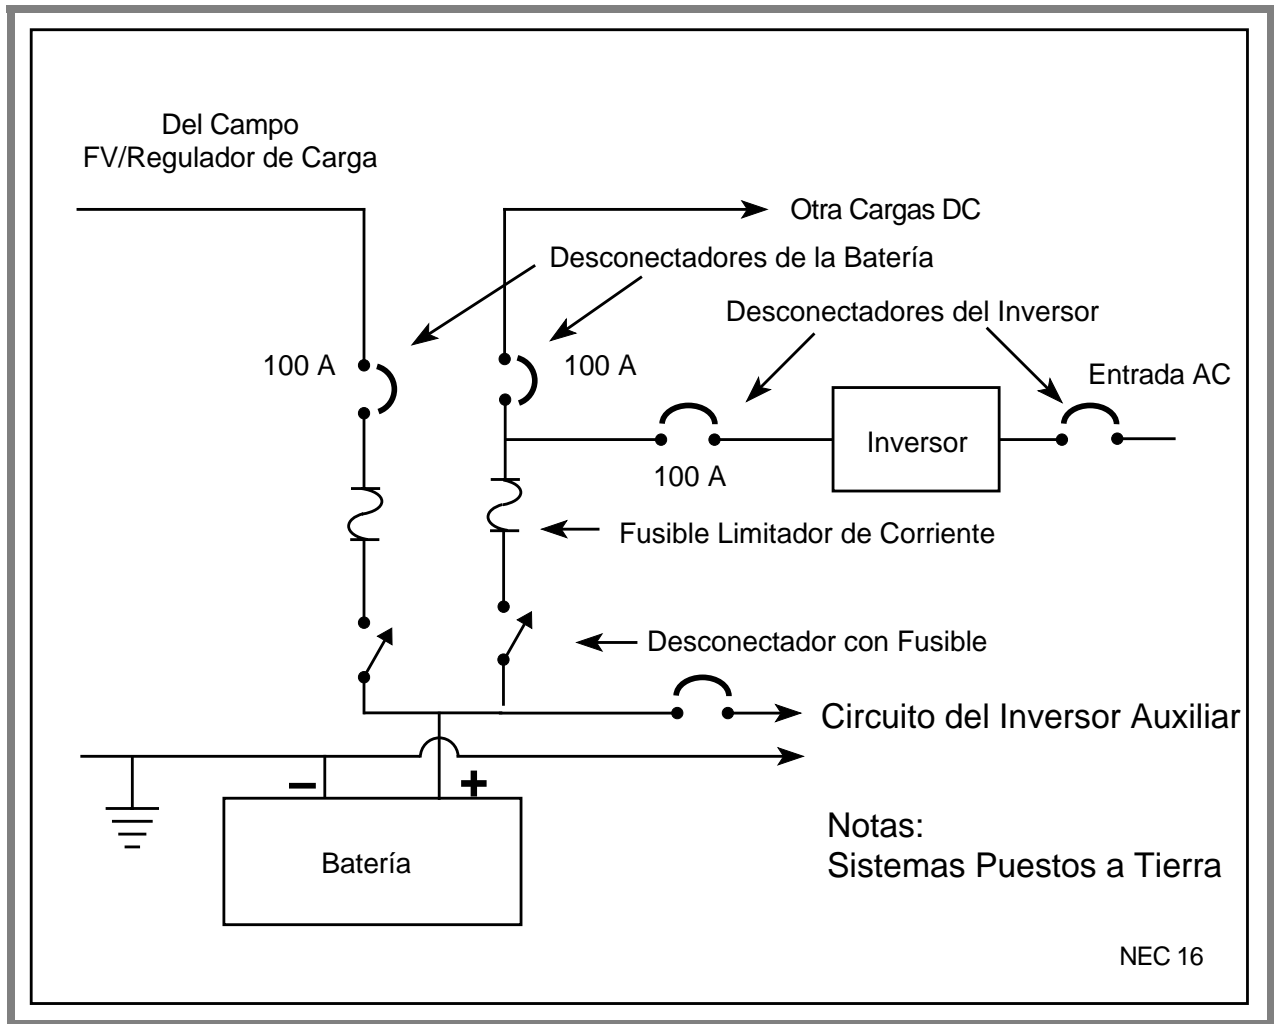 Del Campo
FV/Regulador de Carga
Otra Cargas DC
Desconectadores de la Batería
Desconectadores del Inversor
100 A
100 A
Entrada AC
Inversor
100 A
Fusible Limitador de Corriente
Desconectador con Fusible
Circuito del Inversor Auxiliar
– +
Batería
Notas:
Sistemas Puestos a Tierra
NEC 16